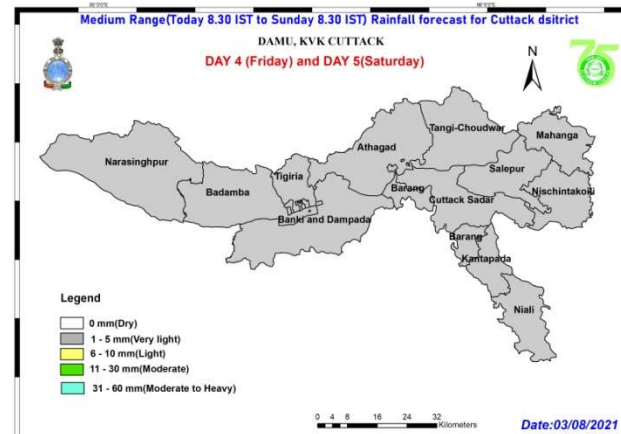 Medium Range(Today 8.30 IST to Sunday 8.30 IST) Rainfall forecast for Cuttack dsitrict
DAMU, KVK CUTTACK
DAY 4 (Friday) and DAY 5(Saturday)
N
75
Narasinghpur
Badamba
Tigiria
Athagad
Tangi-Choudwar
Mahanga
Salepur
Nischintakoili
Barang
Cuttack Sadar
Banki and Dampada
Barang
Kantapada
Niali
Legend
0 mm(Dry)
1 - 5 mm(Very light)
6 - 10 mm(Light)
11 - 30 mm(Moderate)
31 - 60 mm(Moderate to Heavy)
0 4 8 16 24 32
Kilometers
Date:03/08/2021